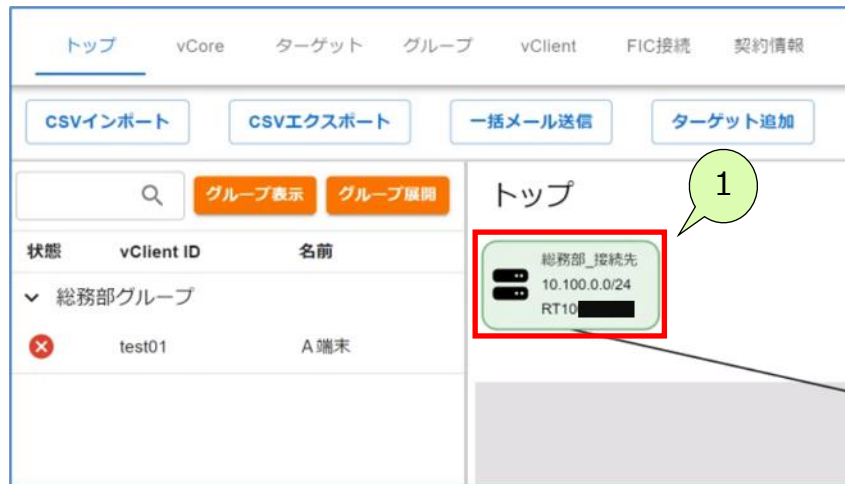 トップ vCore ターゲット グループ vClient FIC接続 契約情報
CSVインポート CSVエクスポート 一括メール送信 ターゲット追加
グループ表示 グループ展開
状態 vClient ID 名前
総務部グループ
test01 A端末
トップ
1
総務部_接続先
10.100.0.0/24
RT10